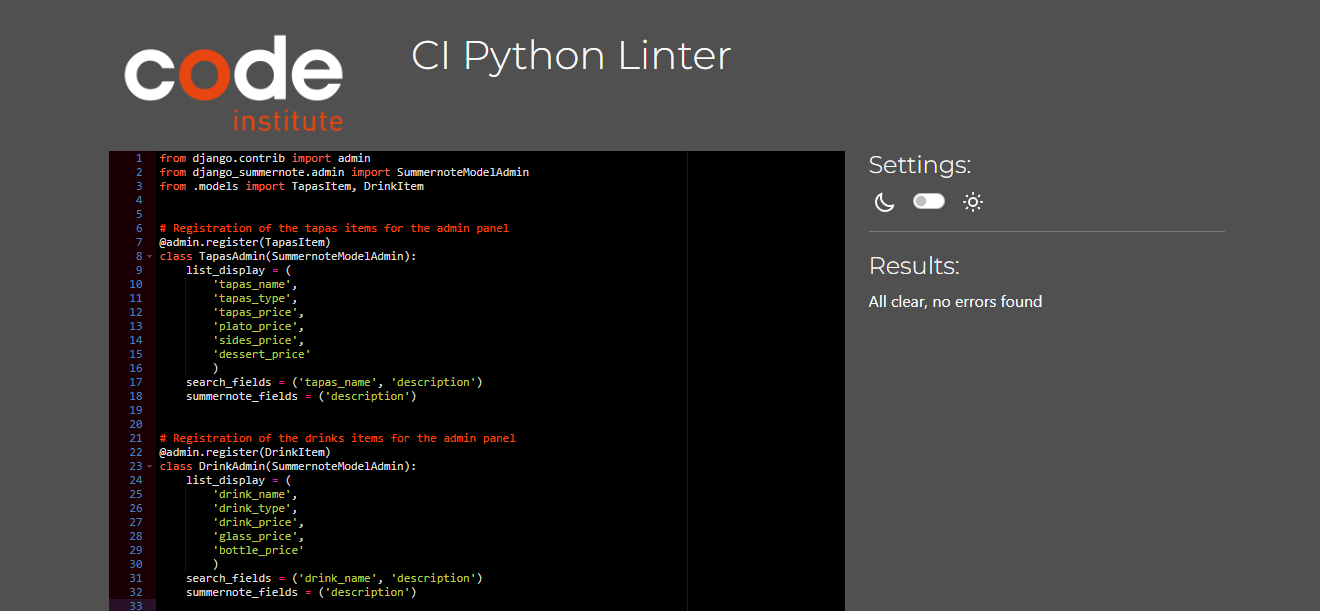 code
institute
CI Python Linter
1 from django.contrib import admin
2 from django_summernote.admin import SummernoteModelAdmin
3 from .models import TapasItem, DrinkItem
4
5
6 # Registration of the tapas items for the admin panel
7 @admin.register(TapasItem)
8 class TapasAdmin(SummernoteModelAdmin):
9     list_display = (
10         'tapas_name',
11         'tapas_type',
12         'tapas_price',
13         'plato_price',
14         'sides_price',
15         'dessert_price'
16         )
17     search_fields = ('tapas_name', 'description')
18     summernote_fields = ('description')
19
20
21 # Registration of the drinks items for the admin panel
22 @admin.register(DrinkItem)
23 class DrinkAdmin(SummernoteModelAdmin):
24     list_display = (
25         'drink_name',
26         'drink_type',
27         'drink_price',
28         'glass_price',
29         'bottle_price'
30         )
31     search_fields = ('drink_name', 'description')
32     summernote_fields = ('description')
33
Settings:
Results:
All clear, no errors found